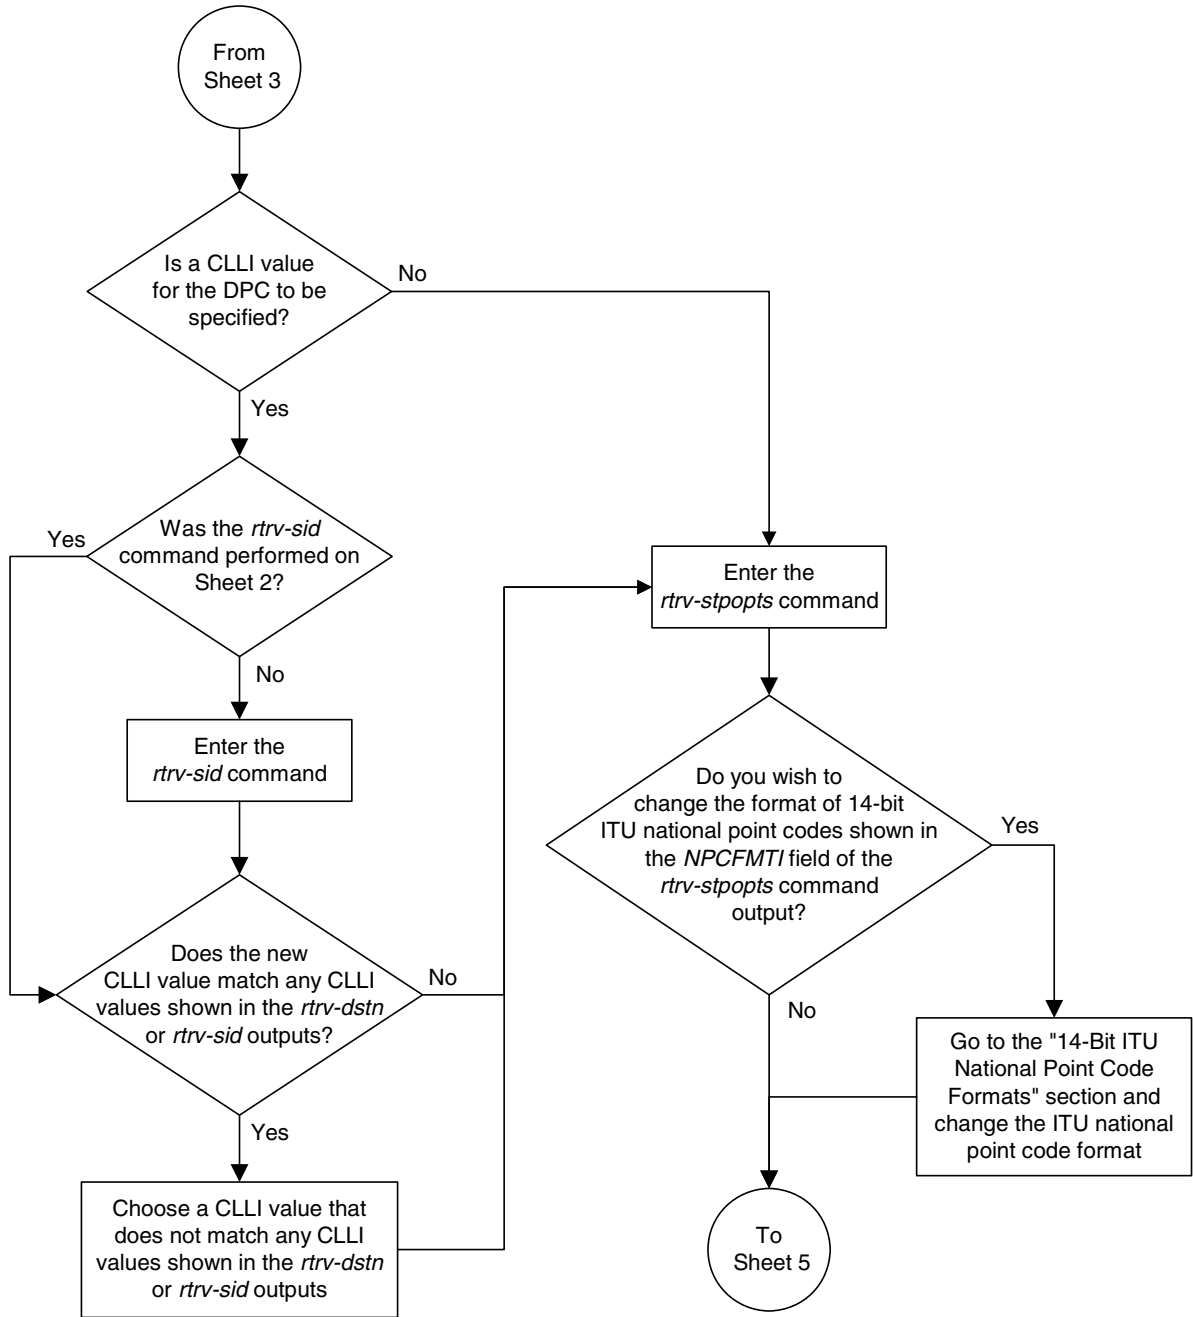 From
Sheet 3
Is a CLLI value
for the DPC to be
specified?
No
Yes
Was the rtrv-sid
command performed on
Sheet 2?
Yes
No
Enter the
rtrv-sid command
Does the new
CLLI value match any CLLI
values shown in the rtrv-dstn
or rtrv-sid outputs?
No
Yes
Choose a CLLI value that
does not match any CLLI
values shown in the rtrv-dstn
or rtrv-sid outputs
Enter the
rtrv-stpopts command
Do you wish to
change the format of 14-bit
ITU national point codes shown in
the NPCFMTI field of the
rtrv-stpopts command
output?
Yes
No
Go to the "14-Bit ITU
National Point Code
Formats" section and
change the ITU national
point code format
To
Sheet 5